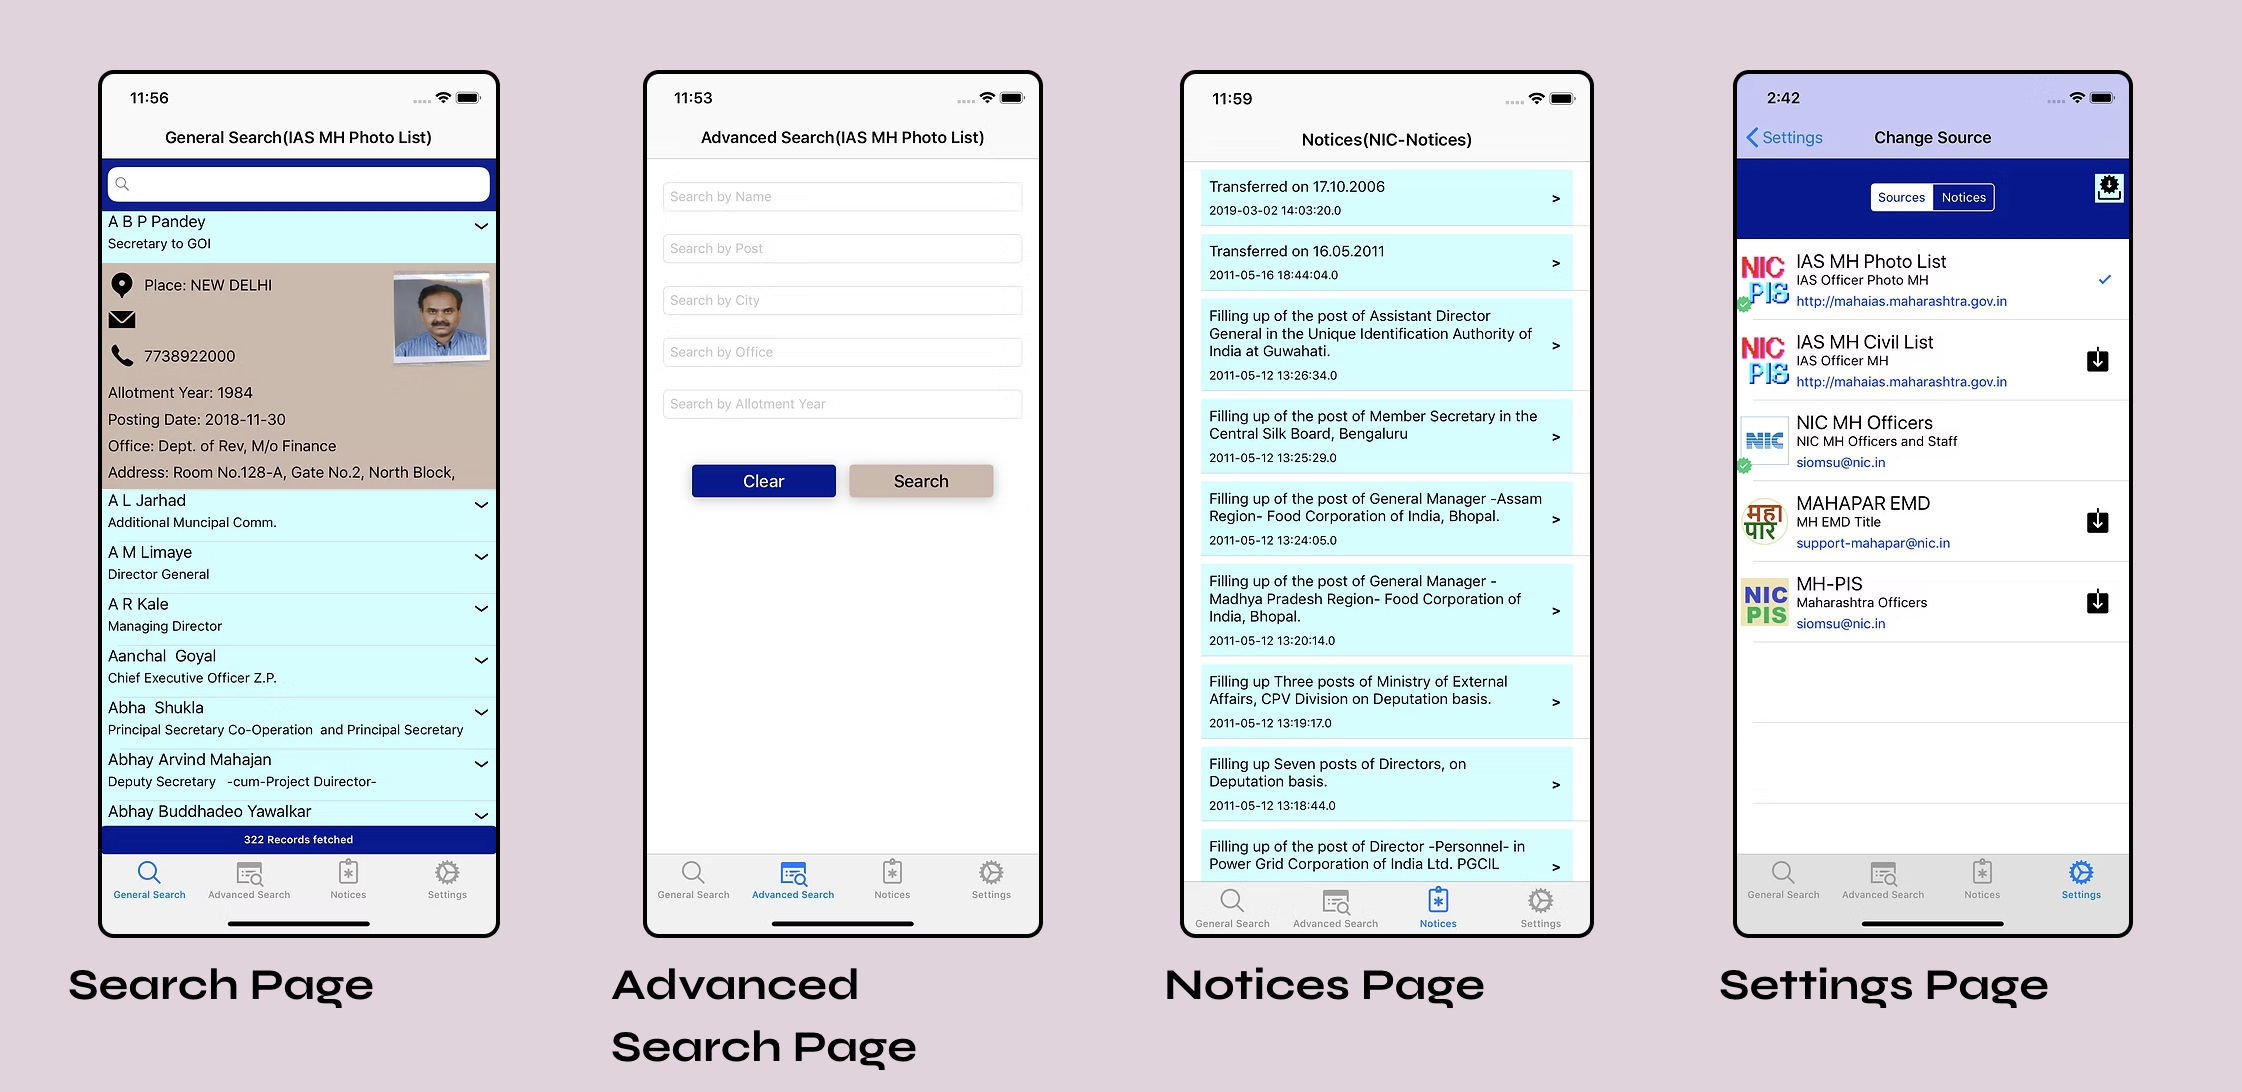 11:56
General Search(IAS MH Photo List)
A B P Pandey
Secretary to GOI
Place: NEW DELHI
7738922000
Allotment Year: 1984
Posting Date: 2018-11-30
Office: Dept. of Rev, M/o Finance
Address: Room No.128-A, Gate No.2, North Block,
A L Jarhad
Additional Muncipal Comm.
A M Limaye
Director General
A R Kale
Managing Director
Aanchal Goyal
Chief Executive Officer Z.P.
Abha Shukla
Principal Secretary Co-Operation and Principal Secretary
Abhay Arvind Mahajan
Deputy Secretary -cum-Project Duirector-
Abhay Buddhadeo Yawalkar
322 Records fetched
General Search
Advanced Search
Notices
Settings
Search Page
11:53
Advanced Search(IAS MH Photo List)
Search by Name
Search by Post
Search by City
Search by Office
Search by Allotment Year
Clear
Search
General Search
Advanced Search
Notices
Settings
Advanced
Search Page
11:59
Notices(NIC-Notices)
Transferred on 17.10.2006
2019-03-02 14:03:20.0
>
Transferred on 16.05.2011
2011-05-16 18:44:04.0
>
Filling up of the post of Assistant Director
General in the Unique Identification Authority of
India at Guwahati.
2011-05-12 13:26:34.0
>
Filling up of the post of Member Secretary in the
Central Silk Board, Bengaluru
2011-05-12 13:25:29.0
>
Filling up of the post of General Manager -Assam
Region- Food Corporation of India, Bhopal.
2011-05-12 13:24:05.0
>
Filling up of the post of General Manager -
Madhya Pradesh Region- Food Corporation of
India, Bhopal.
2011-05-12 13:20:14.0
>
Filling up Three posts of Ministry of External
Affairs, CPV Division on Deputation basis.
2011-05-12 13:19:17.0
>
Filling up Seven posts of Directors, on
Deputation basis.
2011-05-12 13:18:44.0
>
Filling up of the post of Director -Personnel- in
Power Grid Corporation of India Ltd. PGCIL
>
General Search
Advanced Search
Notices
Settings
Notices Page
2:42
Settings
Change Source
Sources
Notices
NIC
PIS
IAS MH Photo List
IAS Officer Photo MH
http://mahaias.maharashtra.gov.in
NIC
PIS
IAS MH Civil List
IAS Officer MH
http://mahaias.maharashtra.gov.in
NIC
NIC MH Officers
NIC MH Officers and Staff
siomsu@nic.in
महा
पार
MAHAPAR EMD
MH EMD Title
support-mahapar@nic.in
NIC
PIS
MH-PIS
Maharashtra Officers
siomsu@nic.in
General Search
Advanced Search
Notices
Settings
Settings Page